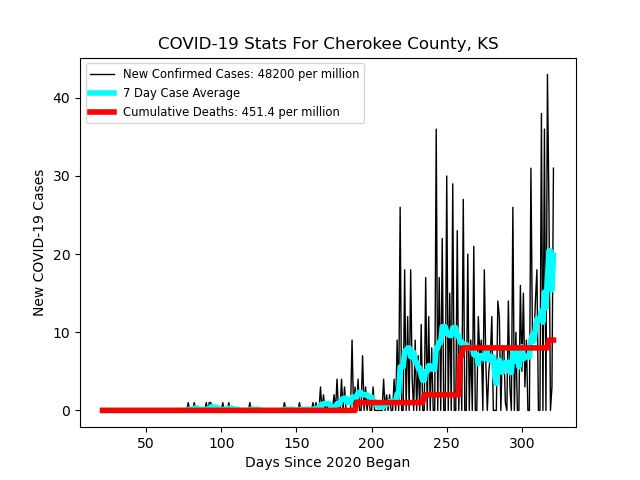 COVID-19 Stats For Cherokee County, KS
New Confirmed Cases: 48200 per million
7 Day Case Average
Cumulative Deaths: 451.4 per million
New COVID-19 Cases
40
30
20
10
0
50 100 150 200 250 300
Days Since 2020 Began